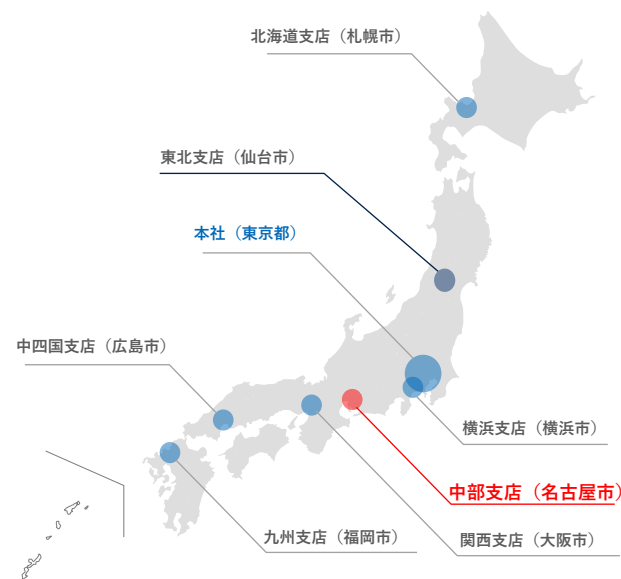 北海道支店（札幌市）
東北支店（仙台市）
本社（東京都）
中四国支店（広島市）
横浜支店（横浜市）
中部支店（名古屋市）
九州支店（福岡市）
関西支店（大阪市）